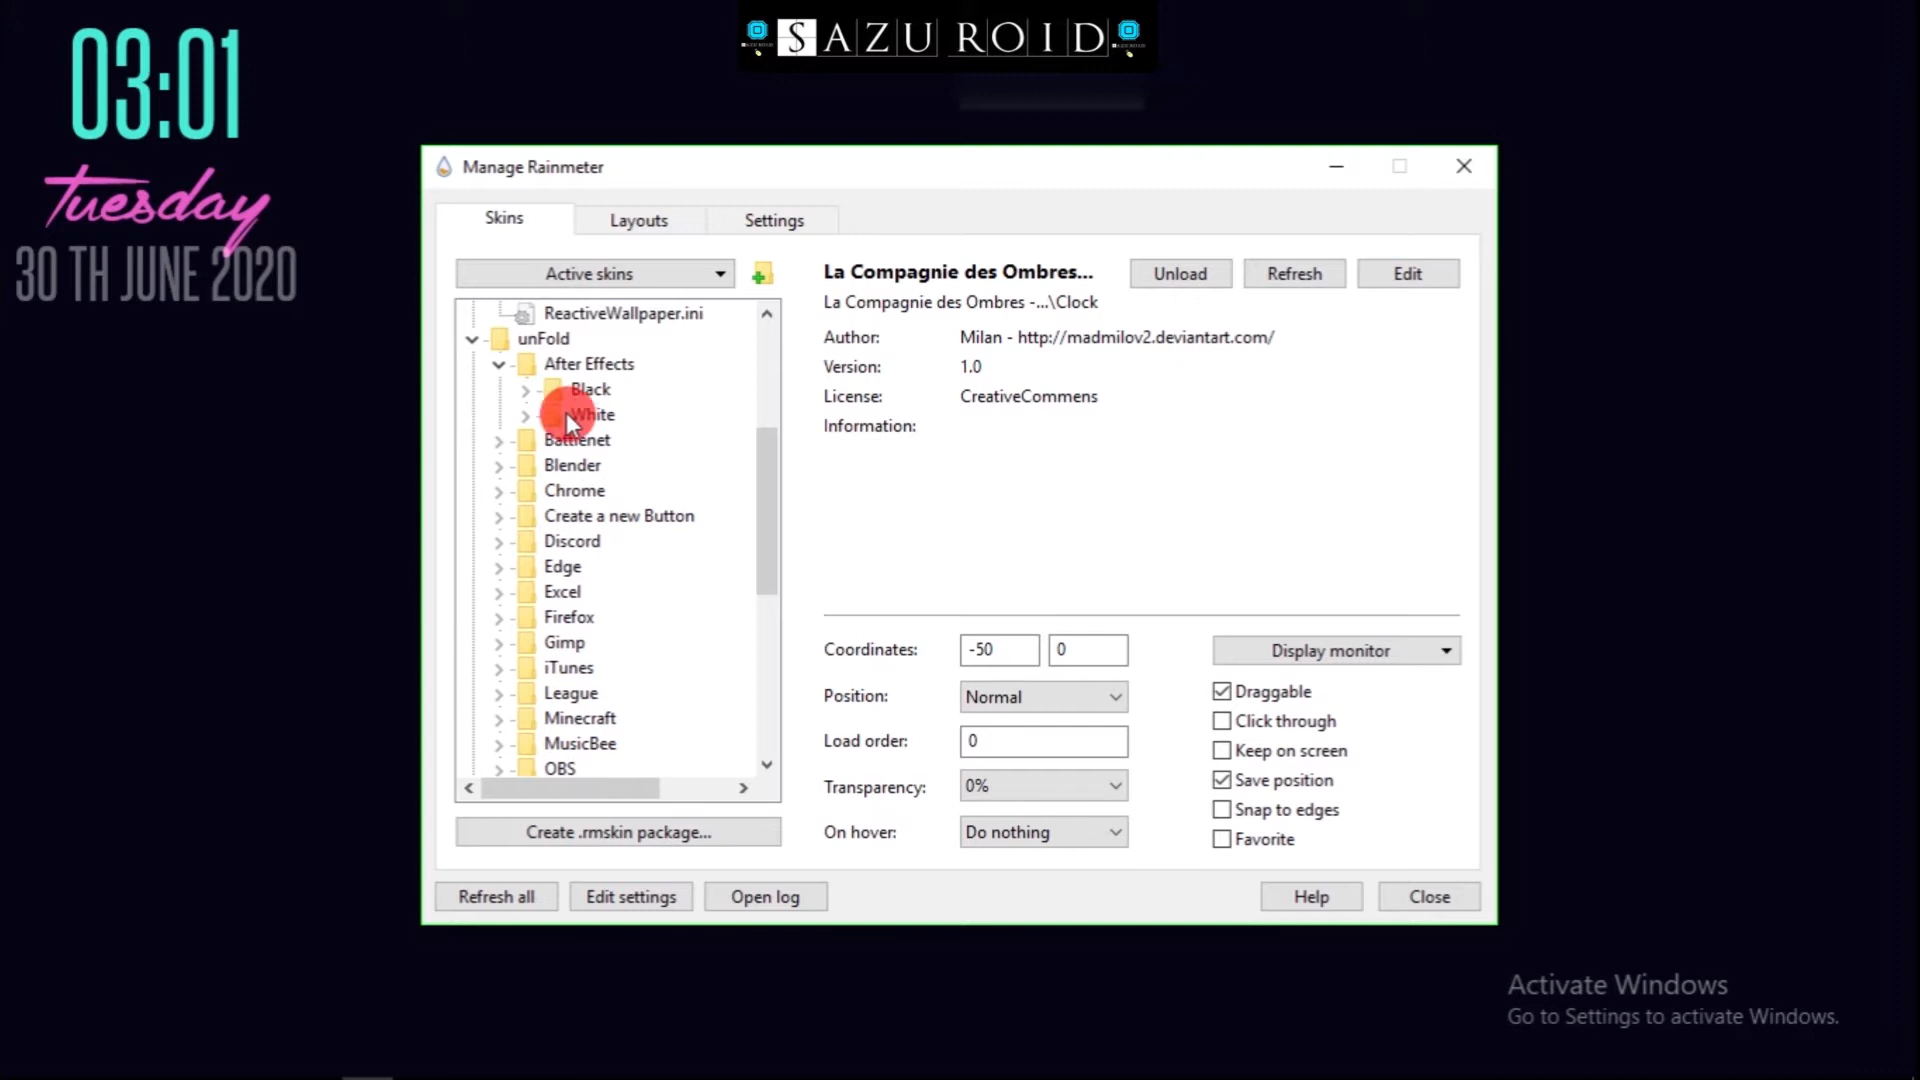 SAZU ROID
03:01
Tuesday
30 TH JUNE 2020
Manage Rainmeter
Skins
Layouts
Settings
Active skins
ReactiveWallpaper.ini
unFold
After Effects
Black
White
Battlenet
Blender
Chrome
Create a new Button
Discord
Edge
Excel
Firefox
Gimp
iTunes
League
Minecraft
MusicBee
OBS
Create .rmskin package...
La Compagnie des Ombres...
Unload
Refresh
Edit
La Compagnie des Ombres -...\Clock
Author: Milan - http://madmilov2.deviantart.com/
Version: 1.0
License: CreativeCommens
Information:
Coordinates: -50 0
Position: Normal
Load order: 0
Transparency: 0%
On hover: Do nothing
Display monitor
Draggable
Click through
Keep on screen
Save position
Snap to edges
Favorite
Refresh all
Edit settings
Open log
Help
Close
Activate Windows
Go to Settings to activate Windows.